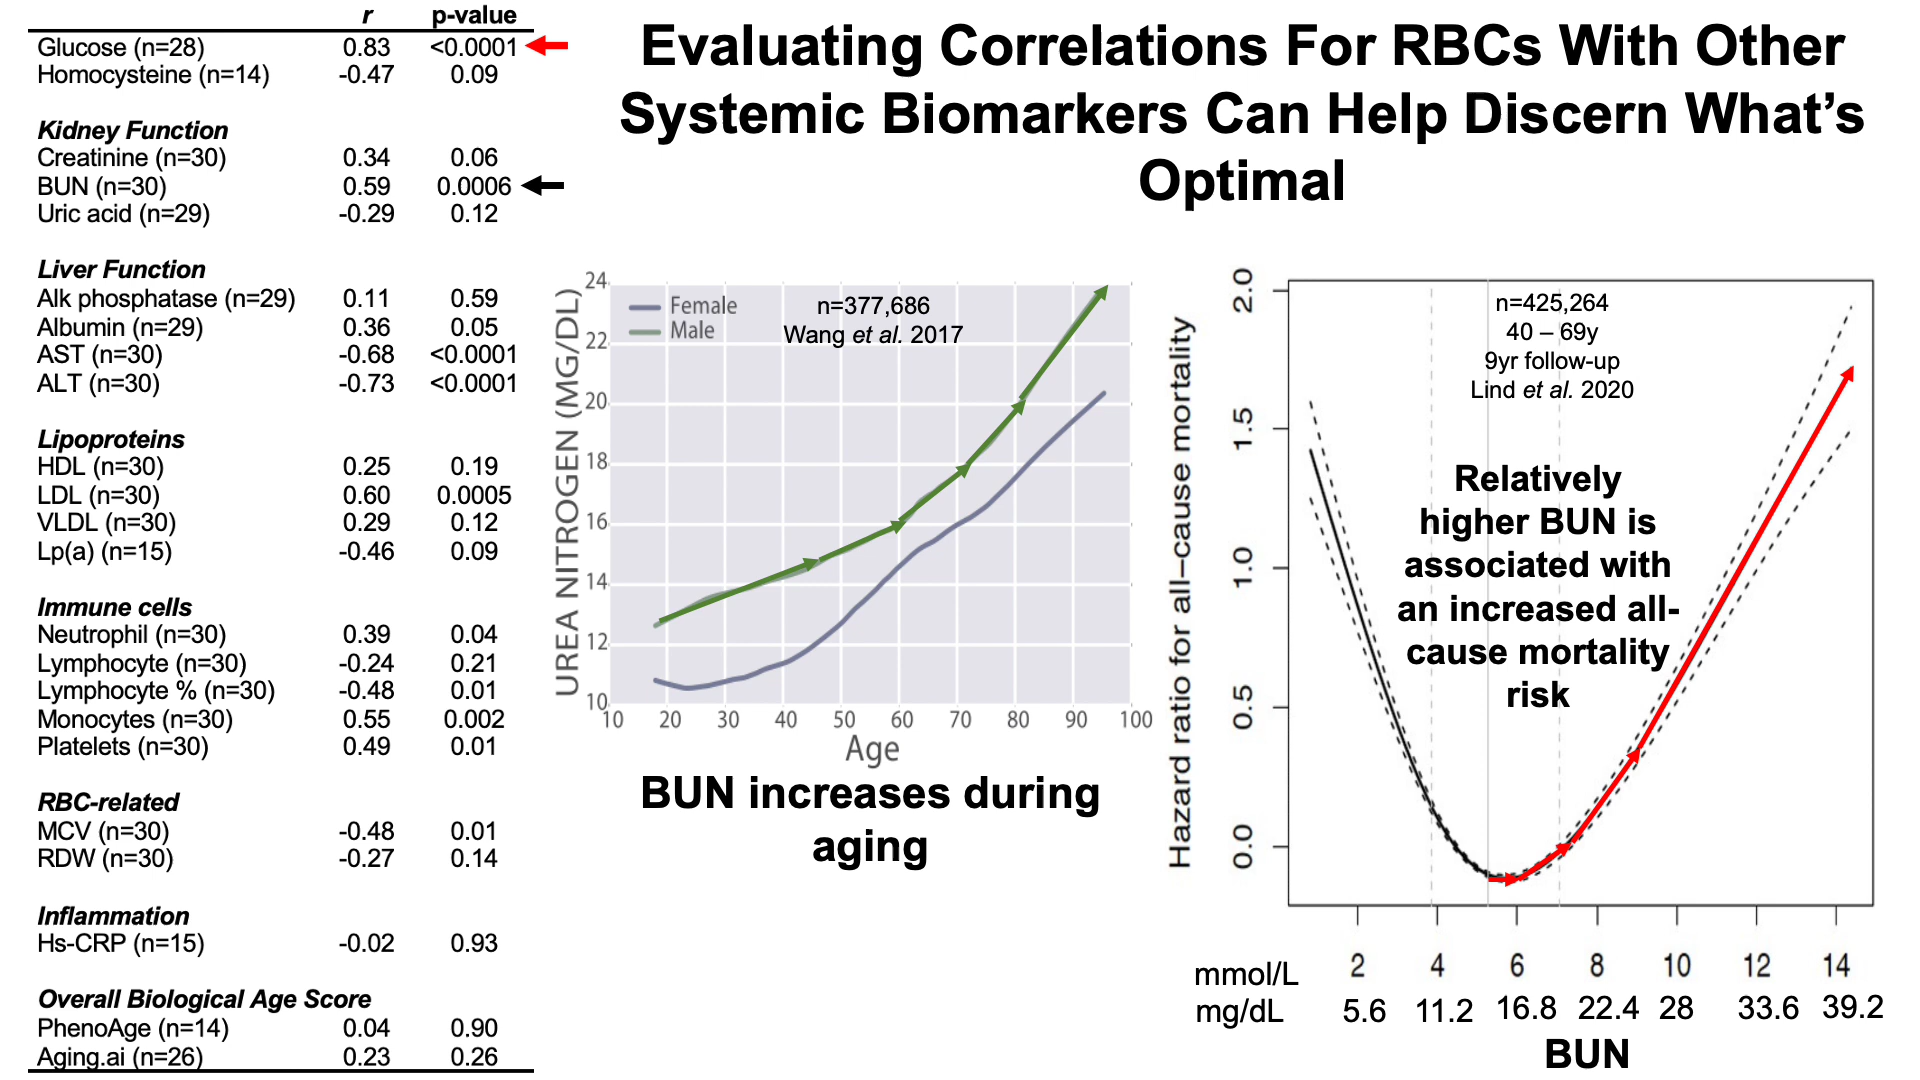 Evaluating Correlations For RBCs With Other
Systemic Biomarkers Can Help Discern What’s
Optimal
r p-value
Glucose (n=28) 0.83 <0.0001
Homocysteine (n=14) -0.47 0.09
Kidney Function
Creatinine (n=30) 0.34 0.06
BUN (n=30) 0.59 0.0006
Uric acid (n=29) -0.29 0.12
Liver Function
Alk phosphatase (n=29) 0.11 0.59
Albumin (n=29) 0.36 0.05
AST (n=30) -0.68 <0.0001
ALT (n=30) -0.73 <0.0001
Lipoproteins
HDL (n=30) 0.25 0.19
LDL (n=30) 0.60 0.0005
VLDL (n=30) 0.29 0.12
Lp(a) (n=15) -0.46 0.09
Immune cells
Neutrophil (n=30) 0.39 0.04
Lymphocyte (n=30) -0.24 0.21
Lymphocyte % (n=30) -0.48 0.01
Monocytes (n=30) 0.55 0.002
Platelets (n=30) 0.49 0.01
RBC-related
MCV (n=30) -0.48 0.01
RDW (n=30) -0.27 0.14
Inflammation
Hs-CRP (n=15) -0.02 0.93
Overall Biological Age Score
PhenoAge (n=14) 0.04 0.90
Aging.ai (n=26) 0.23 0.26
UREA NITROGEN (MG/DL)
24
22
20
18
16
14
12
10
Female
Male
n=377,686
Wang et al. 2017
10 20 30 40 50 60 70 80 90 100
Age
BUN increases during
aging
Hazard ratio for all–cause mortality
2.0
1.5
1.0
0.5
0.0
n=425,264
40 – 69y
9yr follow-up
Lind et al. 2020
Relatively
higher BUN is
associated with
an increased all-
cause mortality
risk
mmol/L 2 4 6 8 10 12 14
mg/dL 5.6 11.2 16.8 22.4 28 33.6 39.2
BUN